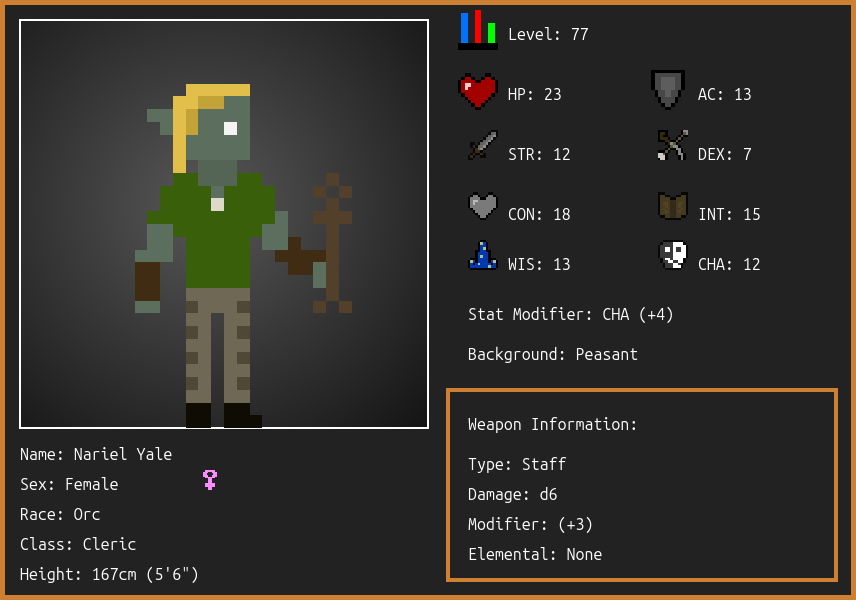 Level: 77
HP: 23
AC: 13
STR: 12
DEX: 7
CON: 18
INT: 15
WIS: 13
CHA: 12
Stat Modifier: CHA (+4)
Background: Peasant
Weapon Information:
Type: Staff
Damage: d6
Modifier: (+3)
Elemental: None
Name: Nariel Yale
Sex: Female
Race: Orc
Class: Cleric
Height: 167cm (5'6")